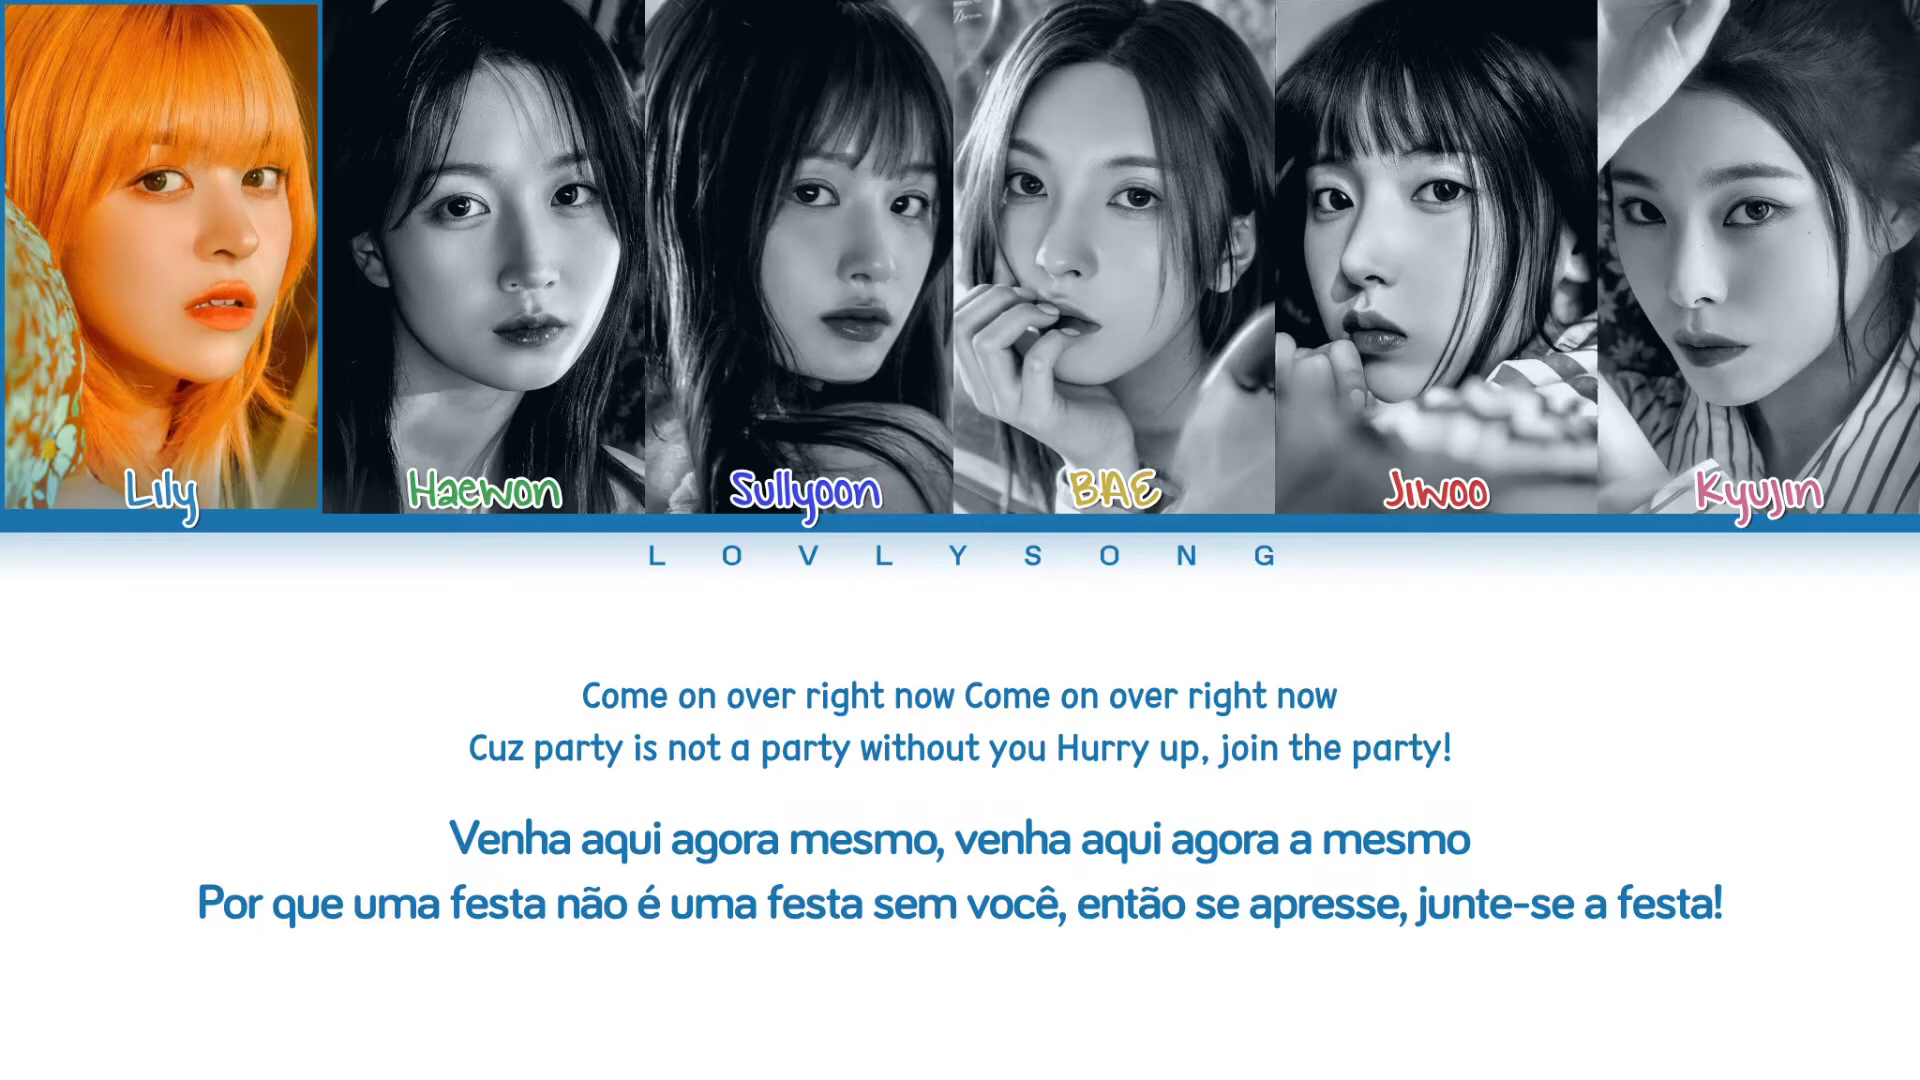 Lily
Haewon
Sullyoon
BAE
Jiwoo
Kyujin
LOVLYSONG
Come on over right now Come on over right now
Cuz party is not a party without you Hurry up, join the party!
Venha aqui agora mesmo, venha aqui agora a mesmo
Por que uma festa não é uma festa sem você, então se apresse, junte-se a festa!